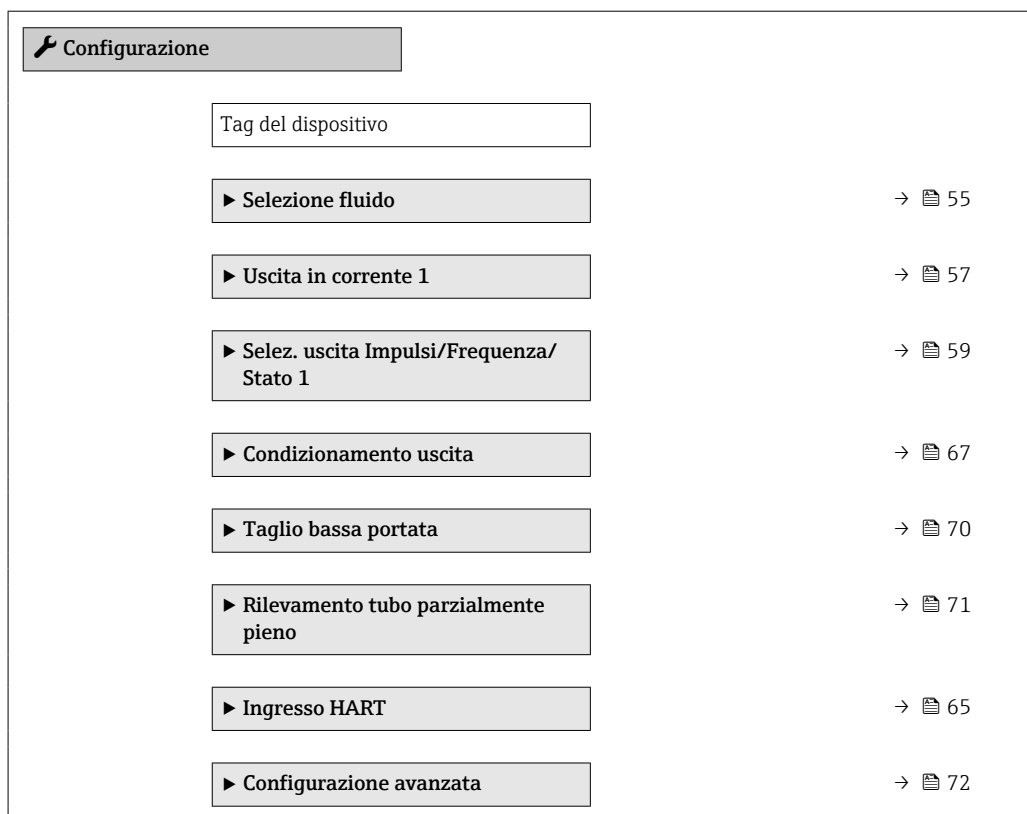 Configurazione
Tag del dispositivo
▶ Selezione fluido → 55
▶ Uscita in corrente 1 → 57
▶ Selez. uscita Impulsi/Frequenza/ → 59
Stato 1
▶ Condizionamento uscita → 67
▶ Taglio bassa portata → 70
▶ Rilevamento tubo parzialmente → 71
pieno
▶ Ingresso HART → 65
▶ Configurazione avanzata → 72